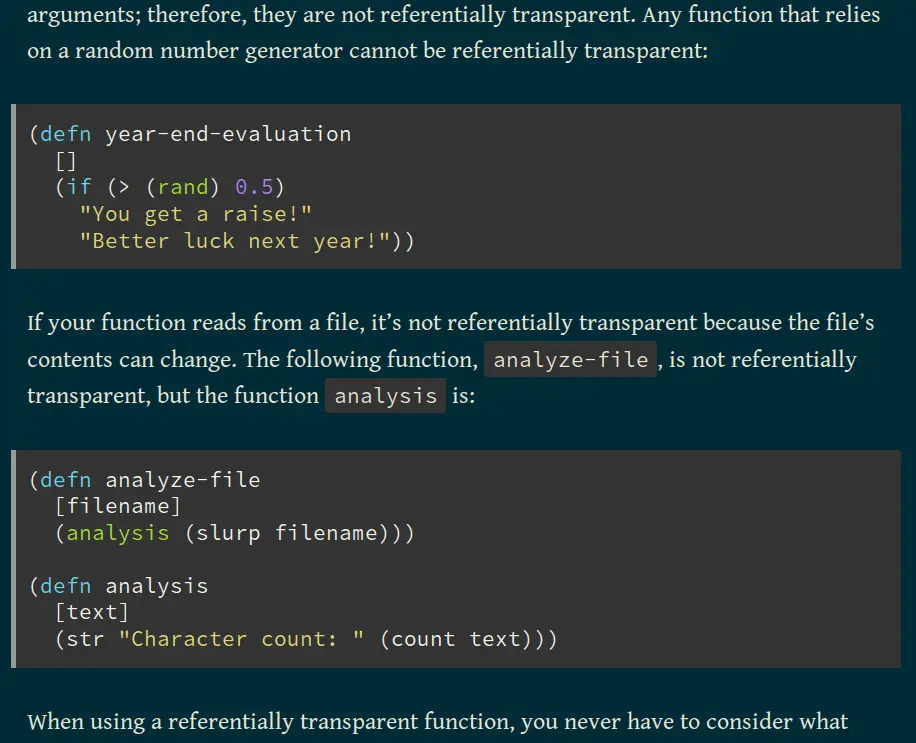 arguments; therefore, they are not referentially transparent. Any function that relies
on a random number generator cannot be referentially transparent:
(defn year-end-evaluation
  []
  (if (> (rand) 0.5)
    "You get a raise!"
    "Better luck next year!"))
If your function reads from a file, it’s not referentially transparent because the file’s
contents can change. The following function, analyze-file, is not referentially
transparent, but the function analysis is:
(defn analyze-file
  [filename]
  (analysis (slurp filename)))
(defn analysis
  [text]
  (str "Character count: " (count text)))
When using a referentially transparent function, you never have to consider what